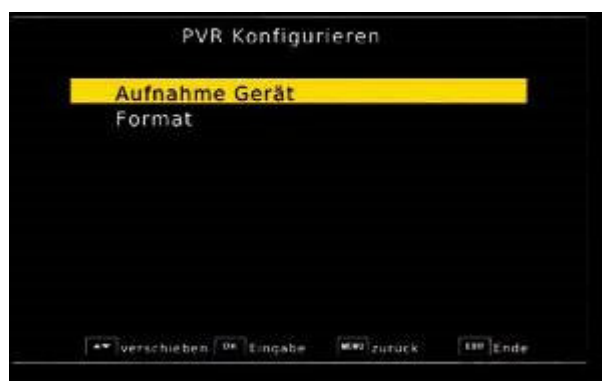 PVR Konfigurieren
Aufnahme Gerät
Format
▲▼ verschieben OK Eingabe MENU zurück EXIT Ende